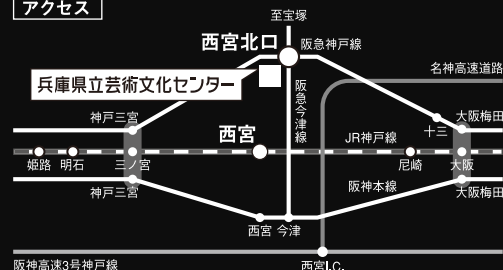 アクセス
至宝塚
西宮北口
阪急神戸線
兵庫県立芸術文化センター
名神高速道路
阪急今津線
神戸三宮
十三
大阪梅田
西宮
JR神戸線
姫路
明石
三ノ宮
尼崎
大阪
神戸三宮
阪神本線
大阪梅田
西宮
今津
阪神高速3号神戸線
西宮I.C.